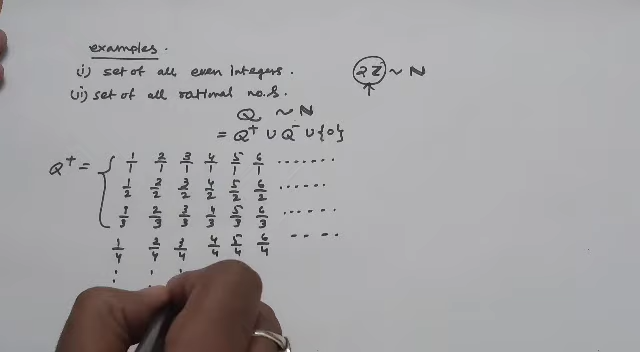 examples.
(i) set of all even integers. 2Z ~ N
(ii) set of all rational no.s.
Q ~ N
= Q⁺ ∪ Q⁻ ∪ {0}
Q⁺ = { 1/1 2/1 3/1 4/1 5/1 6/1 .......
1/2 2/2 3/2 4/2 5/2 6/2 ......
1/3 2/3 3/3 4/3 5/3 6/3 ......
1/4 2/4 3/4 4/4 5/4 6/4 .....